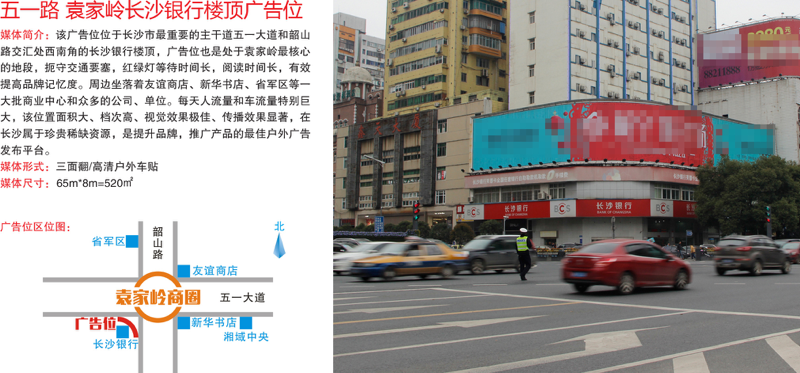 五一路 袁家岭长沙银行楼顶广告位
媒体简介：该广告位位于长沙市最重要的主干道五一大道和韶山
路交汇处西南角的长沙银行楼顶，广告位也是处于袁家岭最核心
的地段，扼守交通要塞，红绿灯等待时间长，阅读时间长，有效
提高品牌记忆度。周边坐落着友谊商店、新华书店、省军区等一
大批商业中心和众多的公司、单位。每天人流量和车流量特别巨
大，该位置面积大、档次高、视觉效果极佳、传播效果显著，在
长沙属于珍贵稀缺资源，是提升品牌，推广产品的最佳户外广告
发布平台。
媒体形式：三面翻/高清户外车贴
媒体尺寸：65m*8m=520㎡
广告位区位图：
北
韶山路
省军区
友谊商店
袁家岭商圈
五一大道
广告位
长沙银行
新华书店
湘域中央
88211888
长沙银行
BANK OF CHANGSHA
BCS
BCS
长沙银行